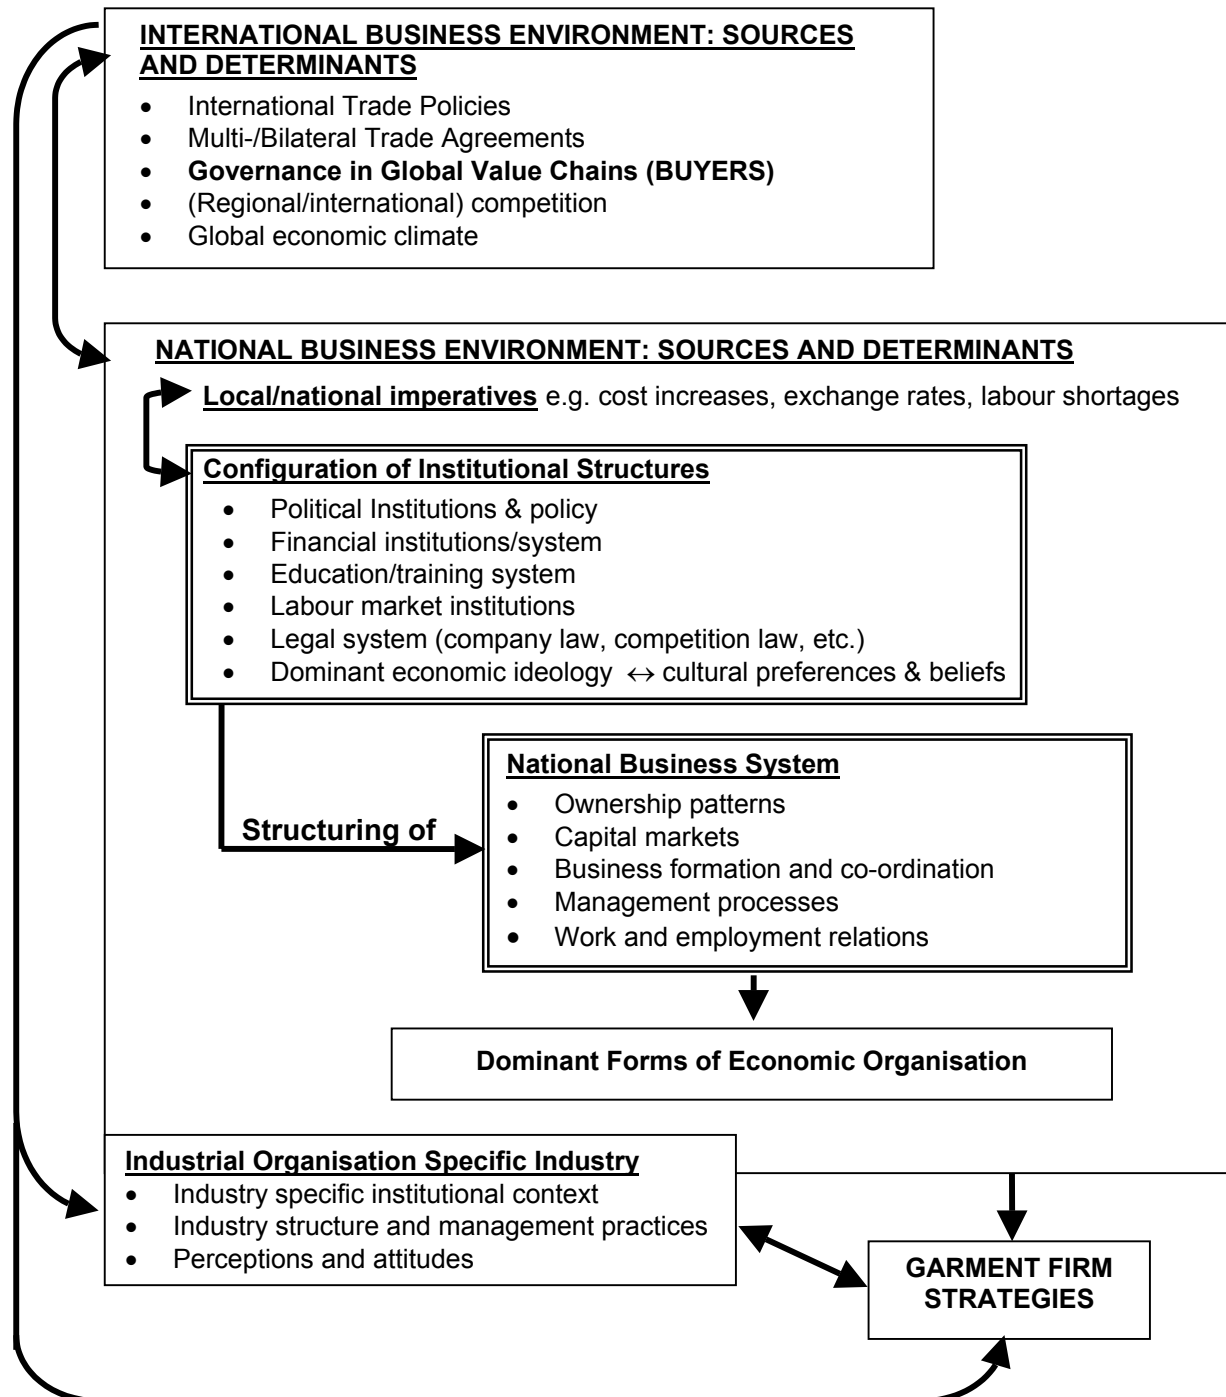 INTERNATIONAL BUSINESS ENVIRONMENT: SOURCES
AND DETERMINANTS
• International Trade Policies
• Multi-/Bilateral Trade Agreements
• Governance in Global Value Chains (BUYERS)
• (Regional/international) competition
• Global economic climate
NATIONAL BUSINESS ENVIRONMENT: SOURCES AND DETERMINANTS
Local/national imperatives e.g. cost increases, exchange rates, labour shortages
Configuration of Institutional Structures
• Political Institutions & policy
• Financial institutions/system
• Education/training system
• Labour market institutions
• Legal system (company law, competition law, etc.)
• Dominant economic ideology ↔ cultural preferences & beliefs
Structuring of
National Business System
• Ownership patterns
• Capital markets
• Business formation and co-ordination
• Management processes
• Work and employment relations
Dominant Forms of Economic Organisation
Industrial Organisation Specific Industry
• Industry specific institutional context
• Industry structure and management practices
• Perceptions and attitudes
GARMENT FIRM
STRATEGIES